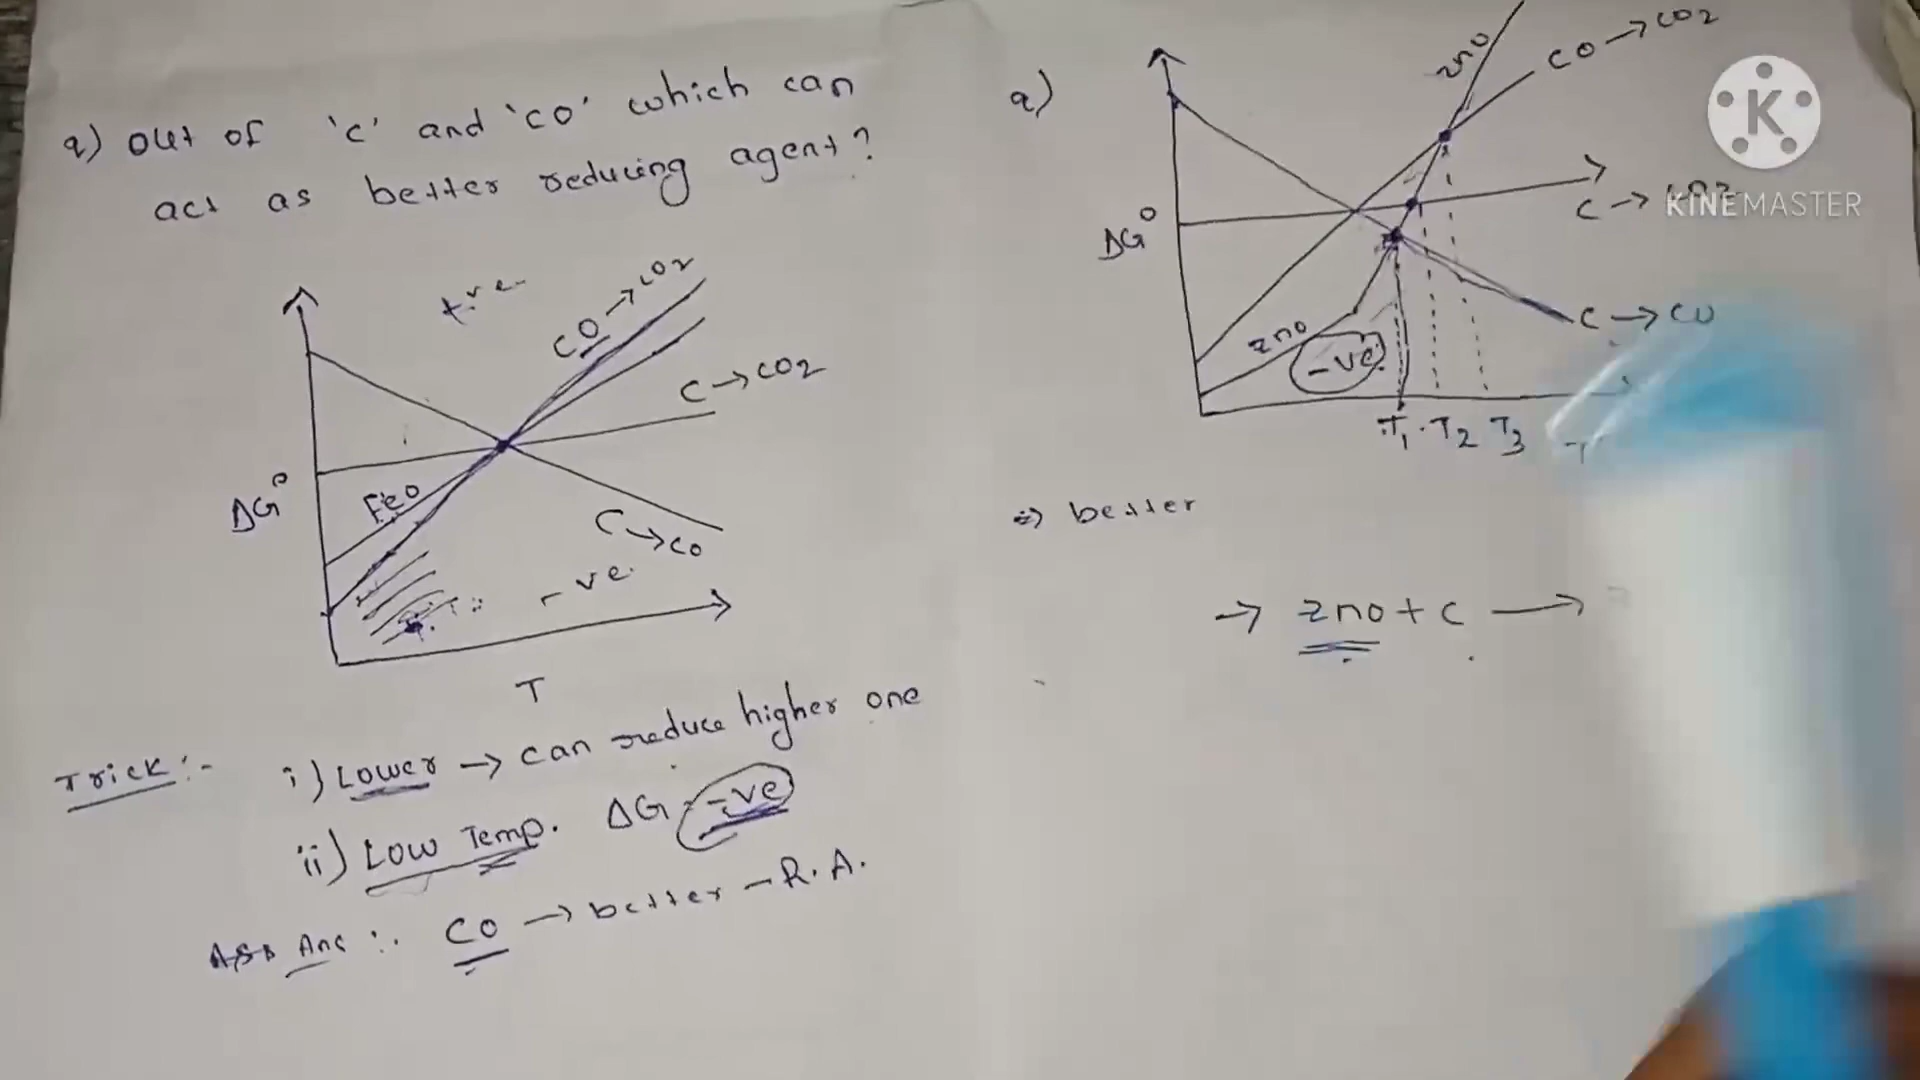 q) out of 'c' and 'co' which can
act as better reducing agent?
+ve
CO → CO2
C → CO2
ΔG°
FeO
C → CO
-ve
T
Trick:- i) Lower → can reduce higher one
ii) Low Temp. ΔG -ve
Ans :. CO → better - R.A.
q)
ZnO
CO → CO2
K
KINEMASTER
C →
ΔG°
ZnO
-ve
C → CO
T1 T2 T3
⇒ better
→ ZnO + C →